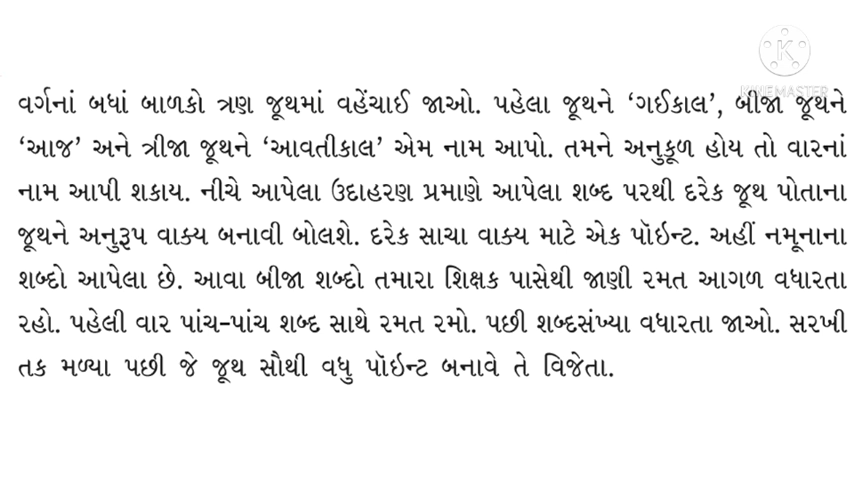 KINEMASTER
વર્ગનાં બધાં બાળકો ત્રણ જૂથમાં વહેંચાઈ જાઓ. પહેલા જૂથને ‘ગઈકાલ’, બીજા જૂથને
‘આજ’ અને ત્રીજા જૂથને ‘આવતીકાલ’ એમ નામ આપો. તમને અનુકૂળ હોય તો વારનાં
નામ આપી શકાય. નીચે આપેલા ઉદાહરણ પ્રમાણે આપેલા શબ્દ પરથી દરેક જૂથ પોતાના
જૂથને અનુરૂપ વાક્ય બનાવી બોલશે. દરેક સાચા વાક્ય માટે એક પૉઇન્ટ. અહીં નમૂનાના
શબ્દો આપેલા છે. આવા બીજા શબ્દો તમારા શિક્ષક પાસેથી જાણી રમત આગળ વધારતા
રહો. પહેલી વાર પાંચ-પાંચ શબ્દ સાથે રમત રમો. પછી શબ્દસંખ્યા વધારતા જાઓ. સરખી
તક મળ્યા પછી જે જૂથ સૌથી વધુ પૉઇન્ટ બનાવે તે વિજેતા.